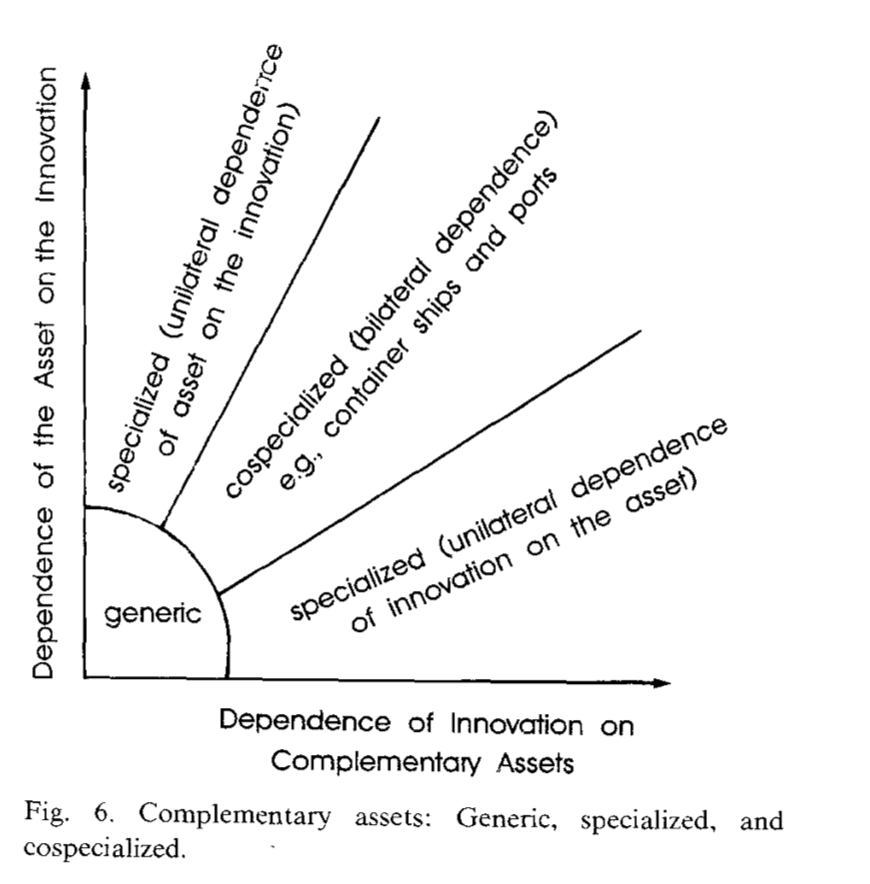 Dependence of the Asset on the Innovation
specialized (unilateral dependence
of asset on the innovation)
cospecialized (bilateral dependence)
e.g., container ships and ports
specialized (unilateral dependence
of innovation on the asset)
generic
Dependence of Innovation on
Complementary Assets
Fig. 6. Complementary assets: Generic, specialized, and
cospecialized.